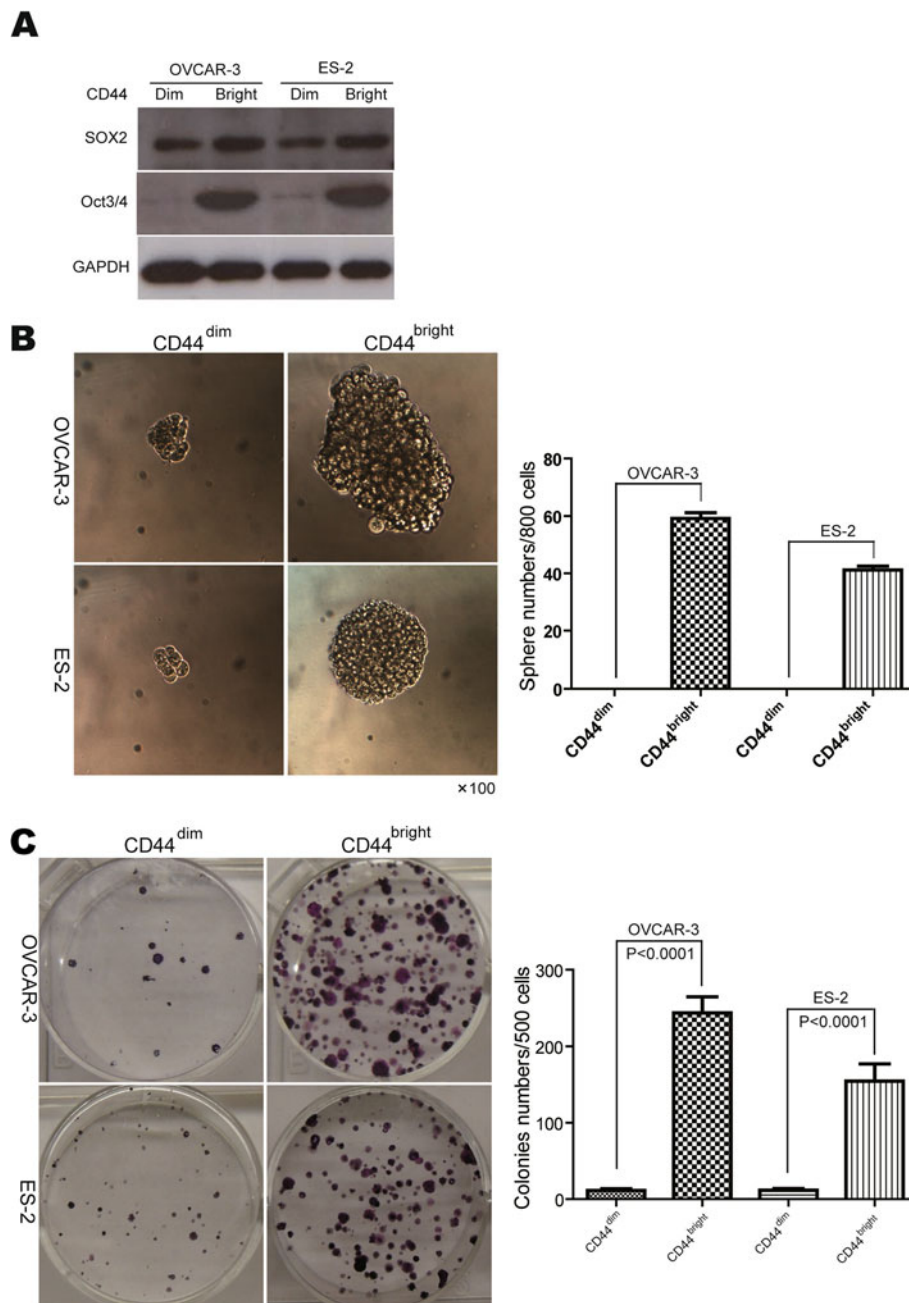 A
OVCAR-3 ES-2
CD44 Dim Bright Dim Bright
SOX2
Oct3/4
GAPDH
B
CD44dim CD44bright
OVCAR-3
ES-2
×100
Sphere numbers/800 cells
80
60
40
20
0
OVCAR-3
ES-2
CD44dim CD44bright CD44dim CD44bright
C
CD44dim CD44bright
OVCAR-3
ES-2
Colonies numbers/500 cells
300
200
100
0
OVCAR-3
P<0.0001
ES-2
P<0.0001
CD44dim CD44bright CD44dim CD44bright